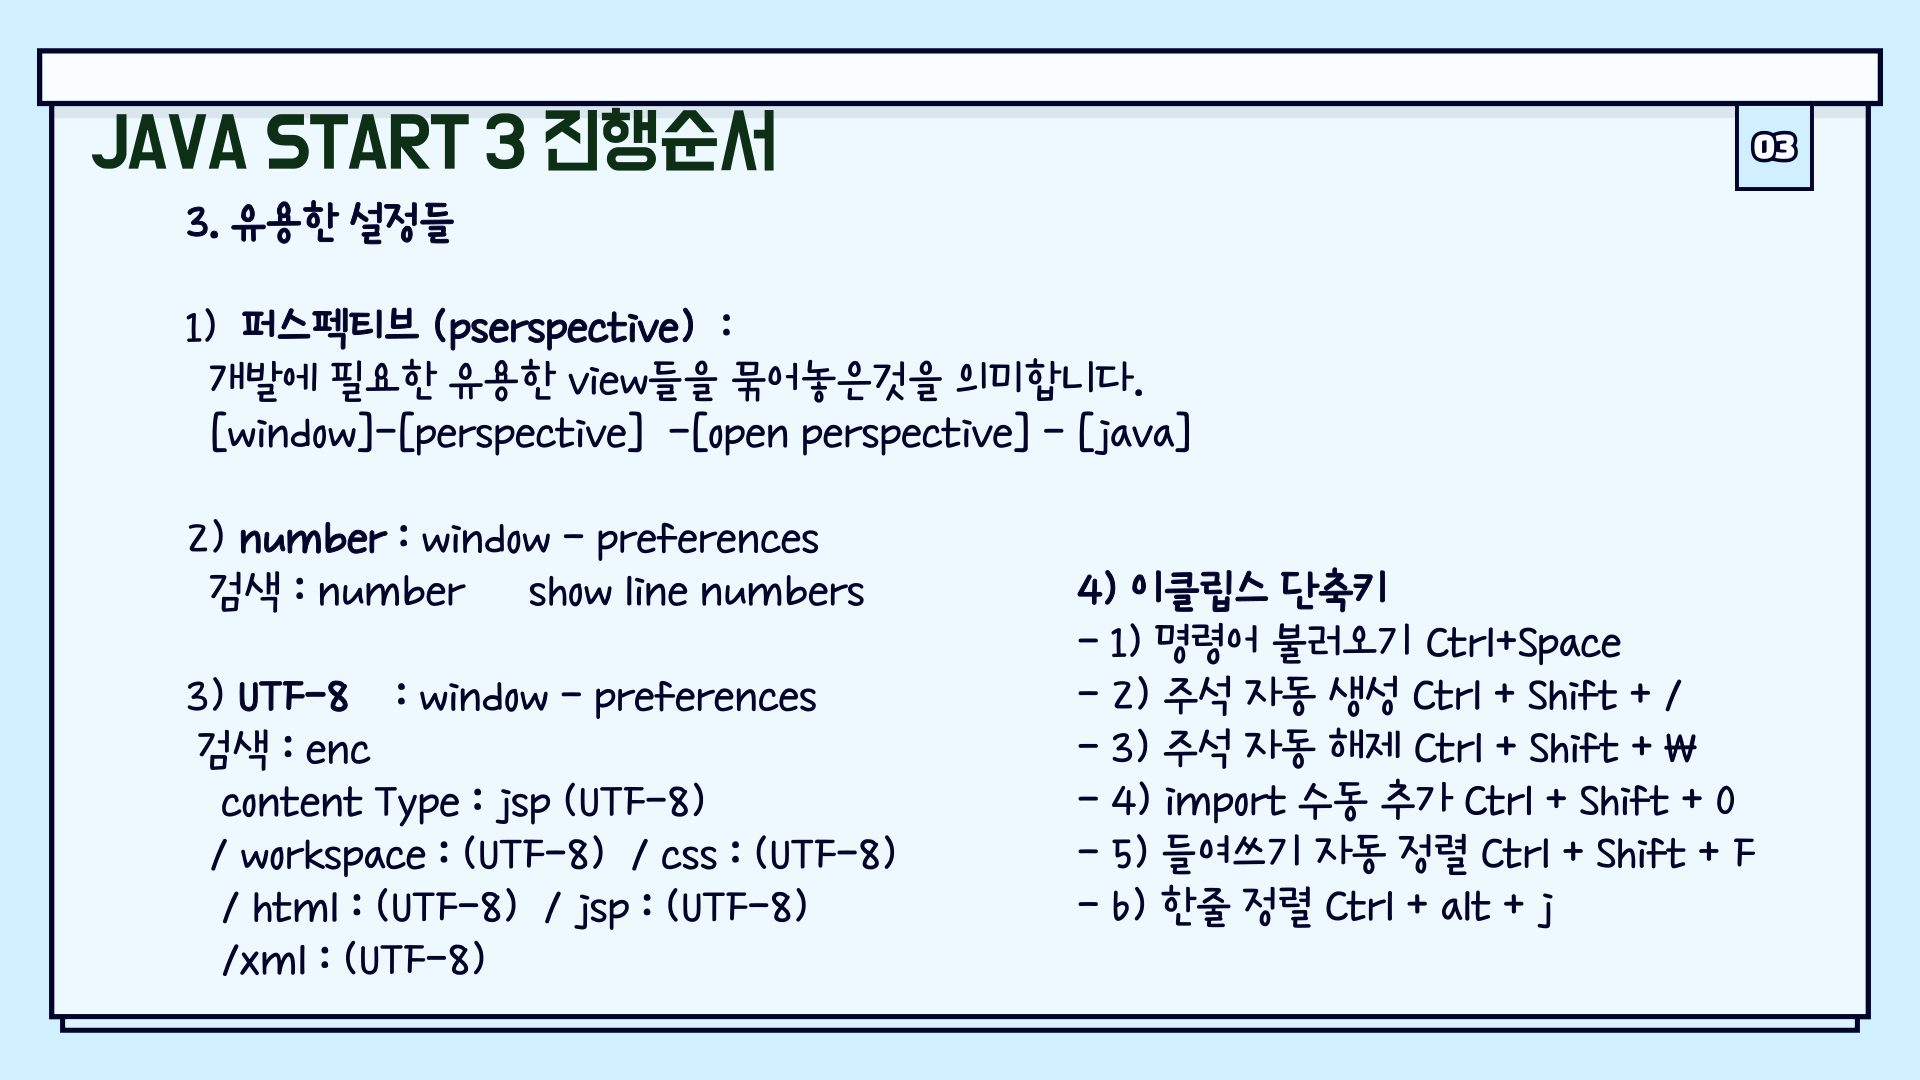 JAVA START 3 진행순서
03
3. 유용한 설정들
1) 퍼스펙티브 (pserspective) :
개발에 필요한 유용한 view들을 묶어놓은것을 의미합니다.
[window]-[perspective] -[open perspective] - [java]
2) number : window - preferences
검색 : number show line numbers
3) UTF-8 : window - preferences
검색 : enc
content Type : jsp (UTF-8)
/ workspace : (UTF-8) / css : (UTF-8)
/ html : (UTF-8) / jsp : (UTF-8)
/xml : (UTF-8)
4) 이클립스 단축키
- 1) 명령어 불러오기 Ctrl+Space
- 2) 주석 자동 생성 Ctrl + Shift + /
- 3) 주석 자동 해제 Ctrl + Shift + ₩
- 4) import 수동 추가 Ctrl + Shift + O
- 5) 들여쓰기 자동 정렬 Ctrl + Shift + F
- 6) 한줄 정렬 Ctrl + alt + j